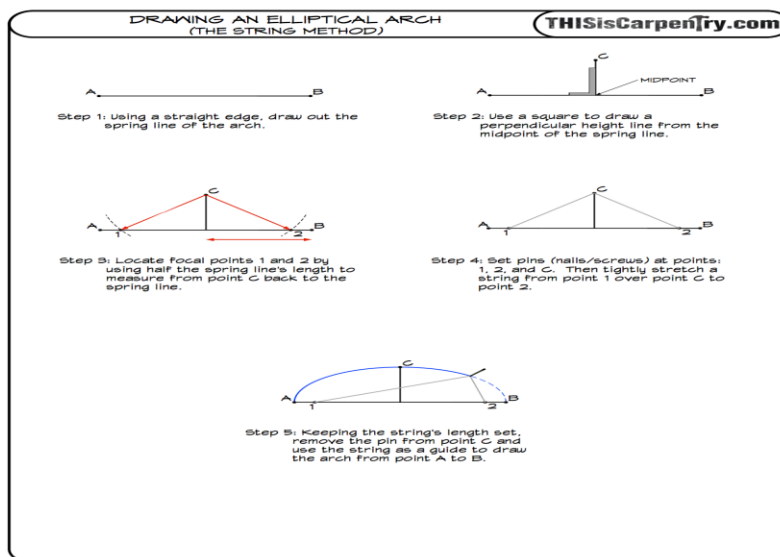 DRAWING AN ELLIPTICAL ARCH
(THE STRING METHOD)
THISisCarpenTry.com
A
B
Step 1: Using a straight edge, draw out the
spring line of the arch.
C
MIDPOINT
A
B
Step 2: Use a square to draw a
perpendicular height line from the
midpoint of the spring line.
C
A
B
1
2
Step 3: Locate focal points 1 and 2 by
using half the spring line's length to
measure from point C back to the
spring line.
C
A
B
1
2
Step 4: Set pins (nails/screws) at points:
1, 2, and C. Then tightly stretch a
string from point 1 over point C to
point 2.
C
A
B
1
2
Step 5: Keeping the string's length set,
remove the pin from point C and
use the string as a guide to draw
the arch from point A to B.